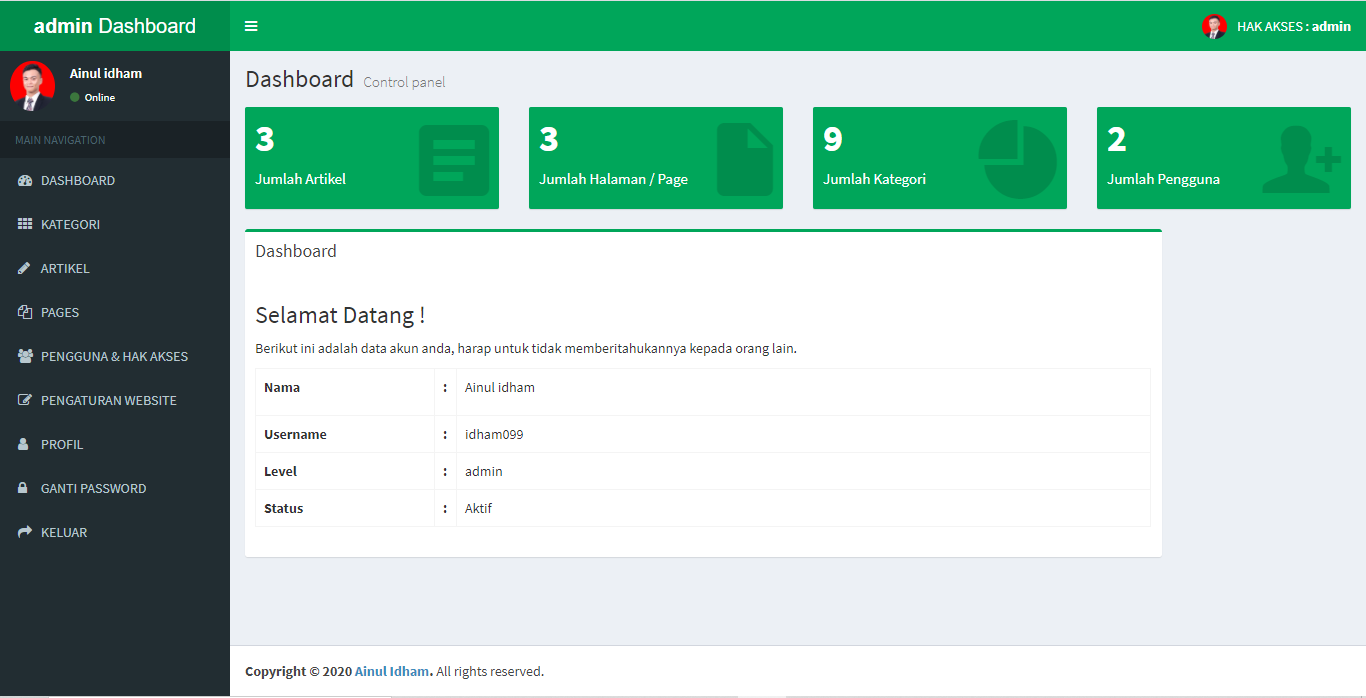 admin Dashboard
HAK AKSES : admin
Ainul idham
Online
MAIN NAVIGATION
DASHBOARD
KATEGORI
ARTIKEL
PAGES
PENGGUNA & HAK AKSES
PENGATURAN WEBSITE
PROFIL
GANTI PASSWORD
KELUAR
Dashboard Control panel
3
Jumlah Artikel
3
Jumlah Halaman / Page
9
Jumlah Kategori
2
Jumlah Pengguna
Dashboard
Selamat Datang !
Berikut ini adalah data akun anda, harap untuk tidak memberitahukannya kepada orang lain.
Nama : Ainul idham
Username : idham099
Level : admin
Status : Aktif
Copyright © 2020 Ainul Idham. All rights reserved.